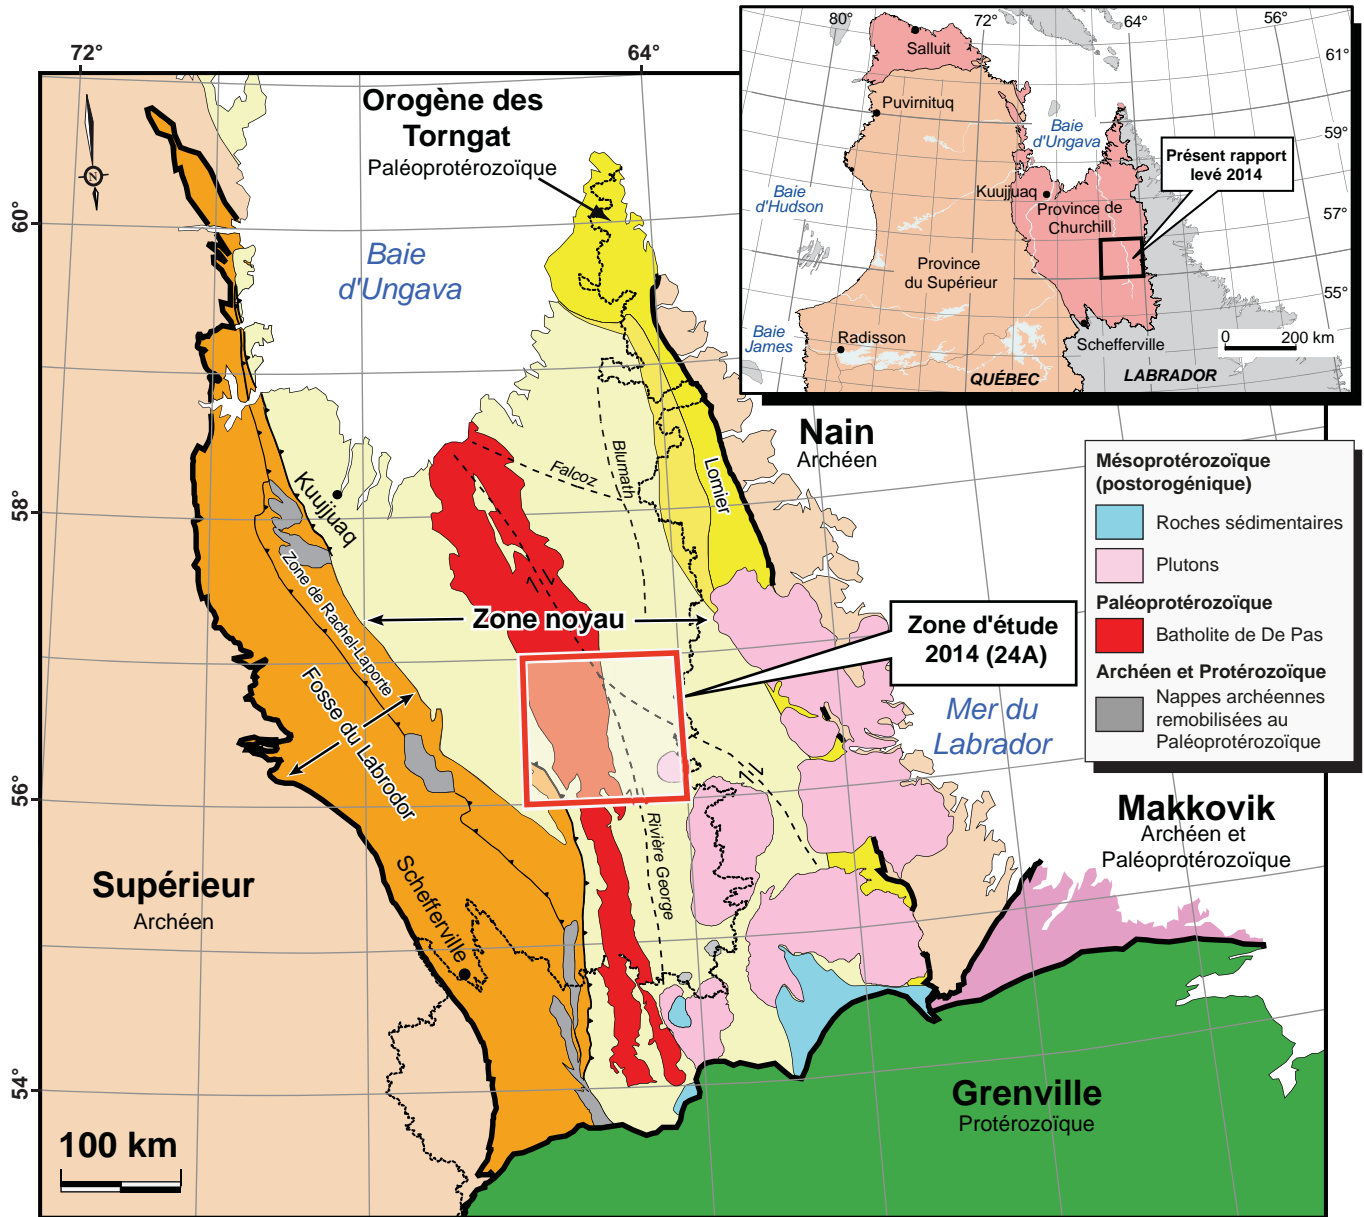 72°
64°
60°
58°
56°
54°
N
Orogène des
Torngat
Paléoprotérozoïque
Baie
d'Ungava
Kuujjuaq
Falcoz
Blumath
Lomier
Nain
Archéen
Zone de Rachel-Laporte
Zone noyau
Fosse du Labrodor
Zone d'étude
2014 (24A)
Mer du
Labrador
Rivière George
Schefferville
Supérieur
Archéen
Makkovik
Archéen et
Paléoprotérozoïque
Grenville
Protérozoïque
100 km
80°
72°
64°
56°
61°
59°
57°
55°
Salluit
Puvirnituq
Baie
d'Ungava
Présent rapport
levé 2014
Baie
d'Hudson
Kuujjuaq
Province de
Churchill
Province
du Supérieur
Baie
James
Radisson
Schefferville
0 200 km
QUÉBEC
LABRADOR
Mésoprotérozoïque
(postorogénique)
Roches sédimentaires
Plutons
Paléoprotérozoïque
Batholite de De Pas
Archéen et Protérozoïque
Nappes archéennes
remobilisées au
Paléoprotérozoïque